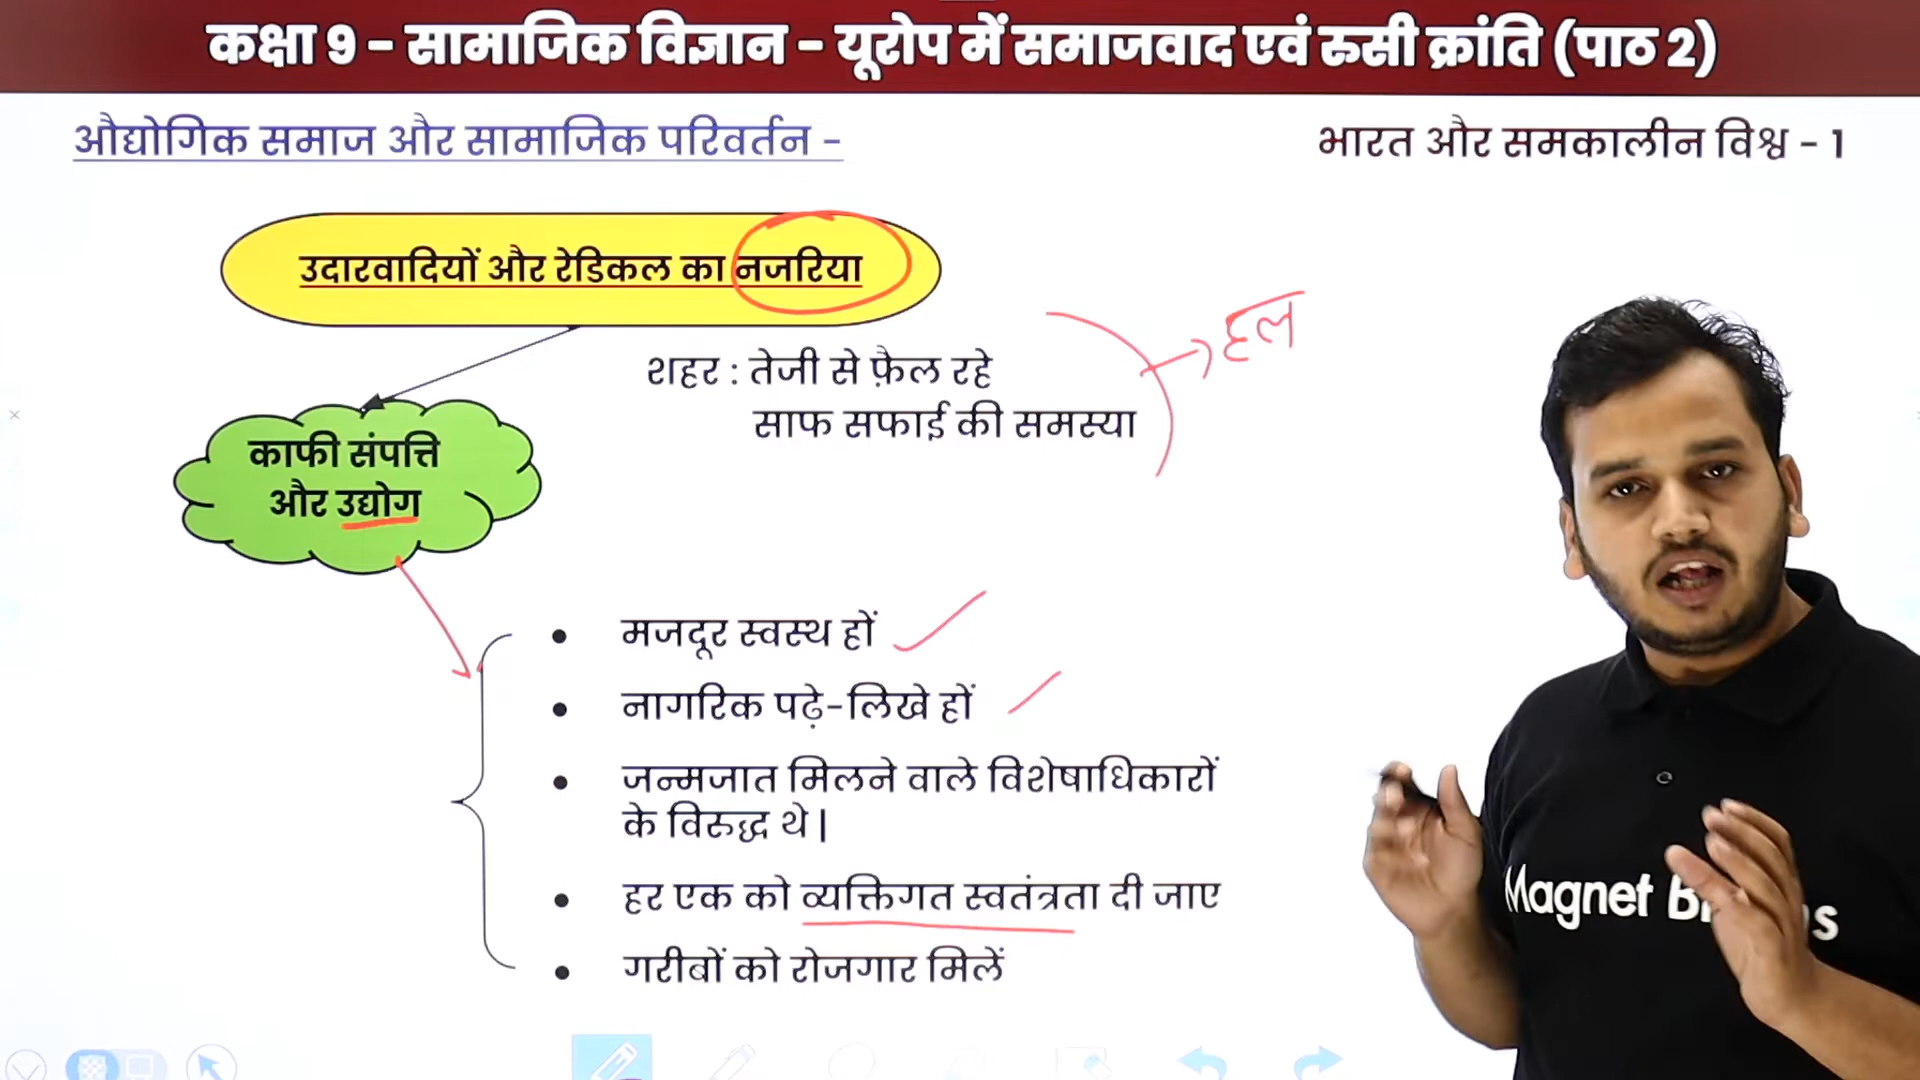 कक्षा 9 - सामाजिक विज्ञान - यूरोप में समाजवाद एवं रुसी क्रांति (पाठ 2)
औद्योगिक समाज और सामाजिक परिवर्तन -
भारत और समकालीन विश्व - 1
उदारवादियों और रेडिकल का नजरिया
शहर : तेजी से फ़ैल रहे
साफ सफाई की समस्या
हल
काफी संपत्ति
और उद्योग
• मजदूर स्वस्थ हों
• नागरिक पढ़े-लिखे हों
• जन्मजात मिलने वाले विशेषाधिकारों
के विरुद्ध थे |
• हर एक को व्यक्तिगत स्वतंत्रता दी जाए
• गरीबों को रोजगार मिलें
Magnet